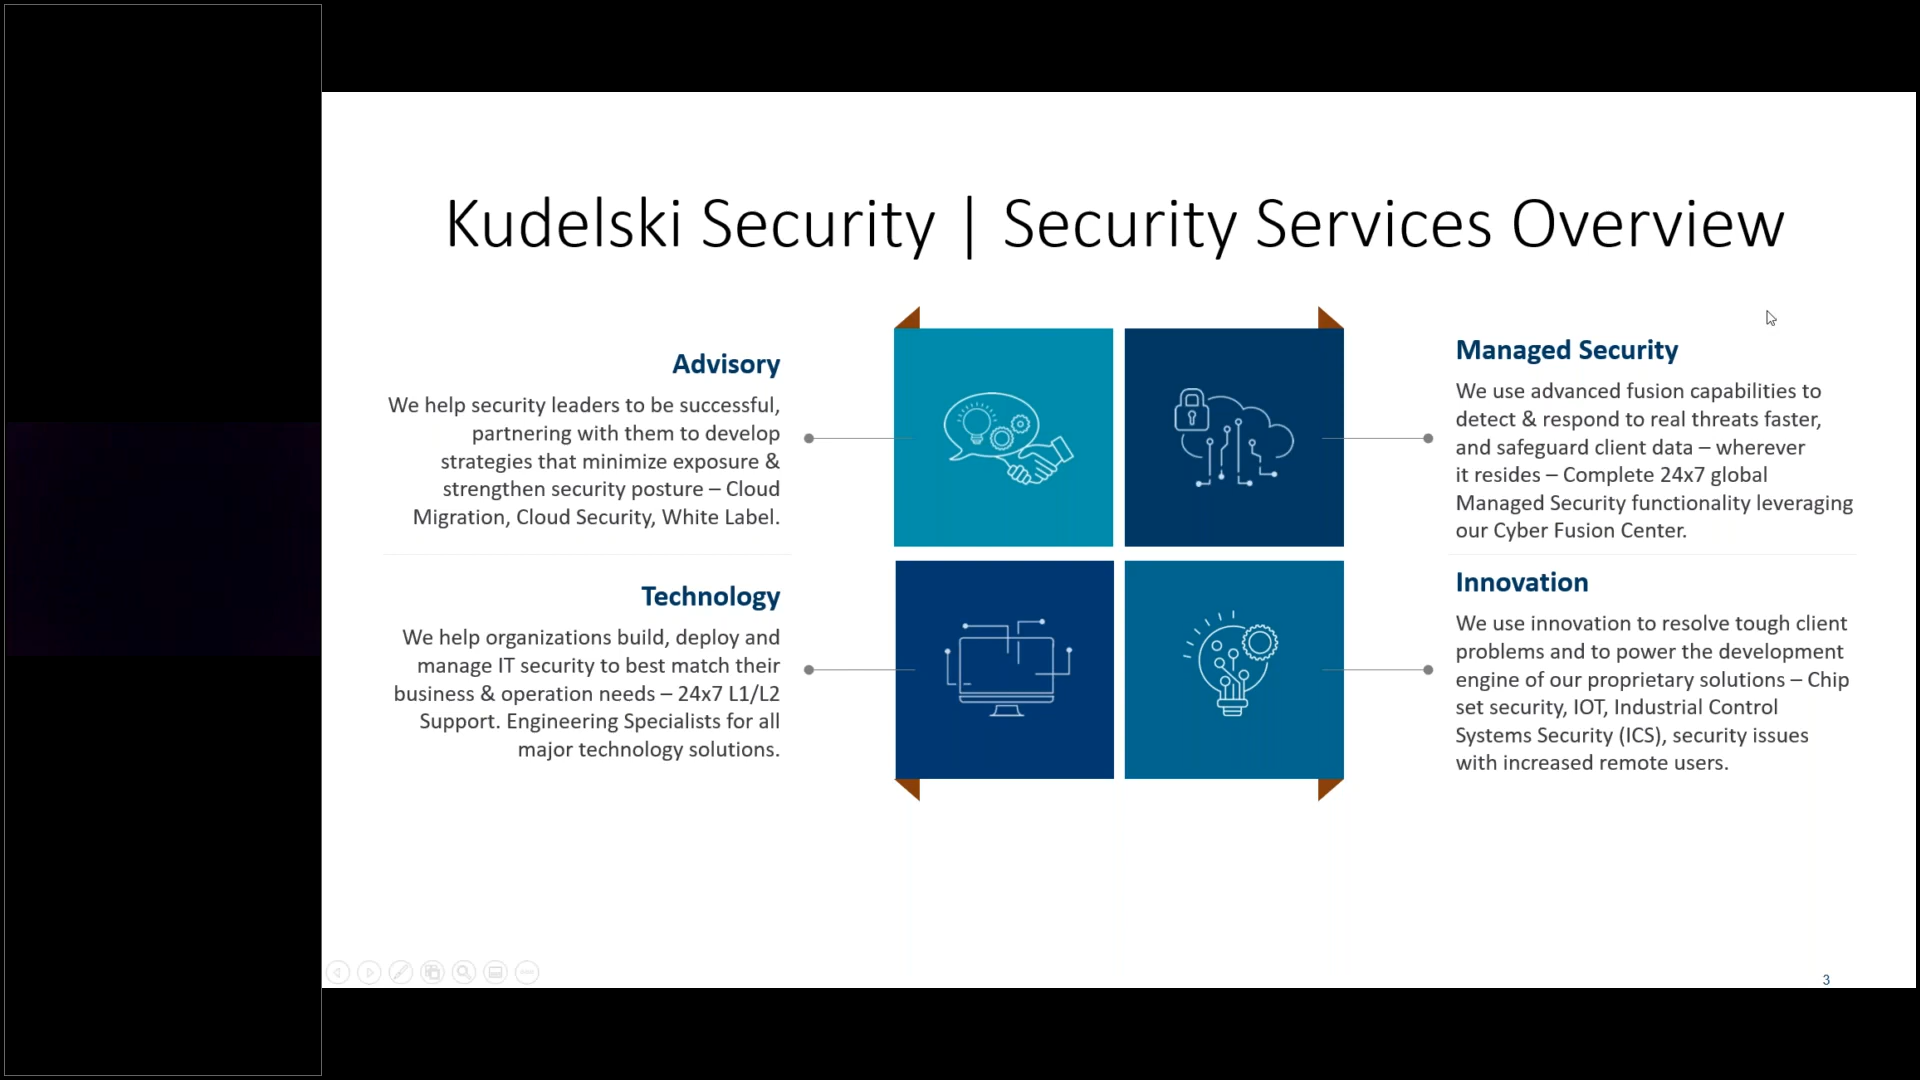 Kudelski Security | Security Services Overview
Advisory
We help security leaders to be successful,
partnering with them to develop
strategies that minimize exposure &
strengthen security posture – Cloud
Migration, Cloud Security, White Label.
Technology
We help organizations build, deploy and
manage IT security to best match their
business & operation needs – 24x7 L1/L2
Support. Engineering Specialists for all
major technology solutions.
Managed Security
We use advanced fusion capabilities to
detect & respond to real threats faster,
and safeguard client data – wherever
it resides – Complete 24x7 global
Managed Security functionality leveraging
our Cyber Fusion Center.
Innovation
We use innovation to resolve tough client
problems and to power the development
engine of our proprietary solutions – Chip
set security, IOT, Industrial Control
Systems Security (ICS), security issues
with increased remote users.
3